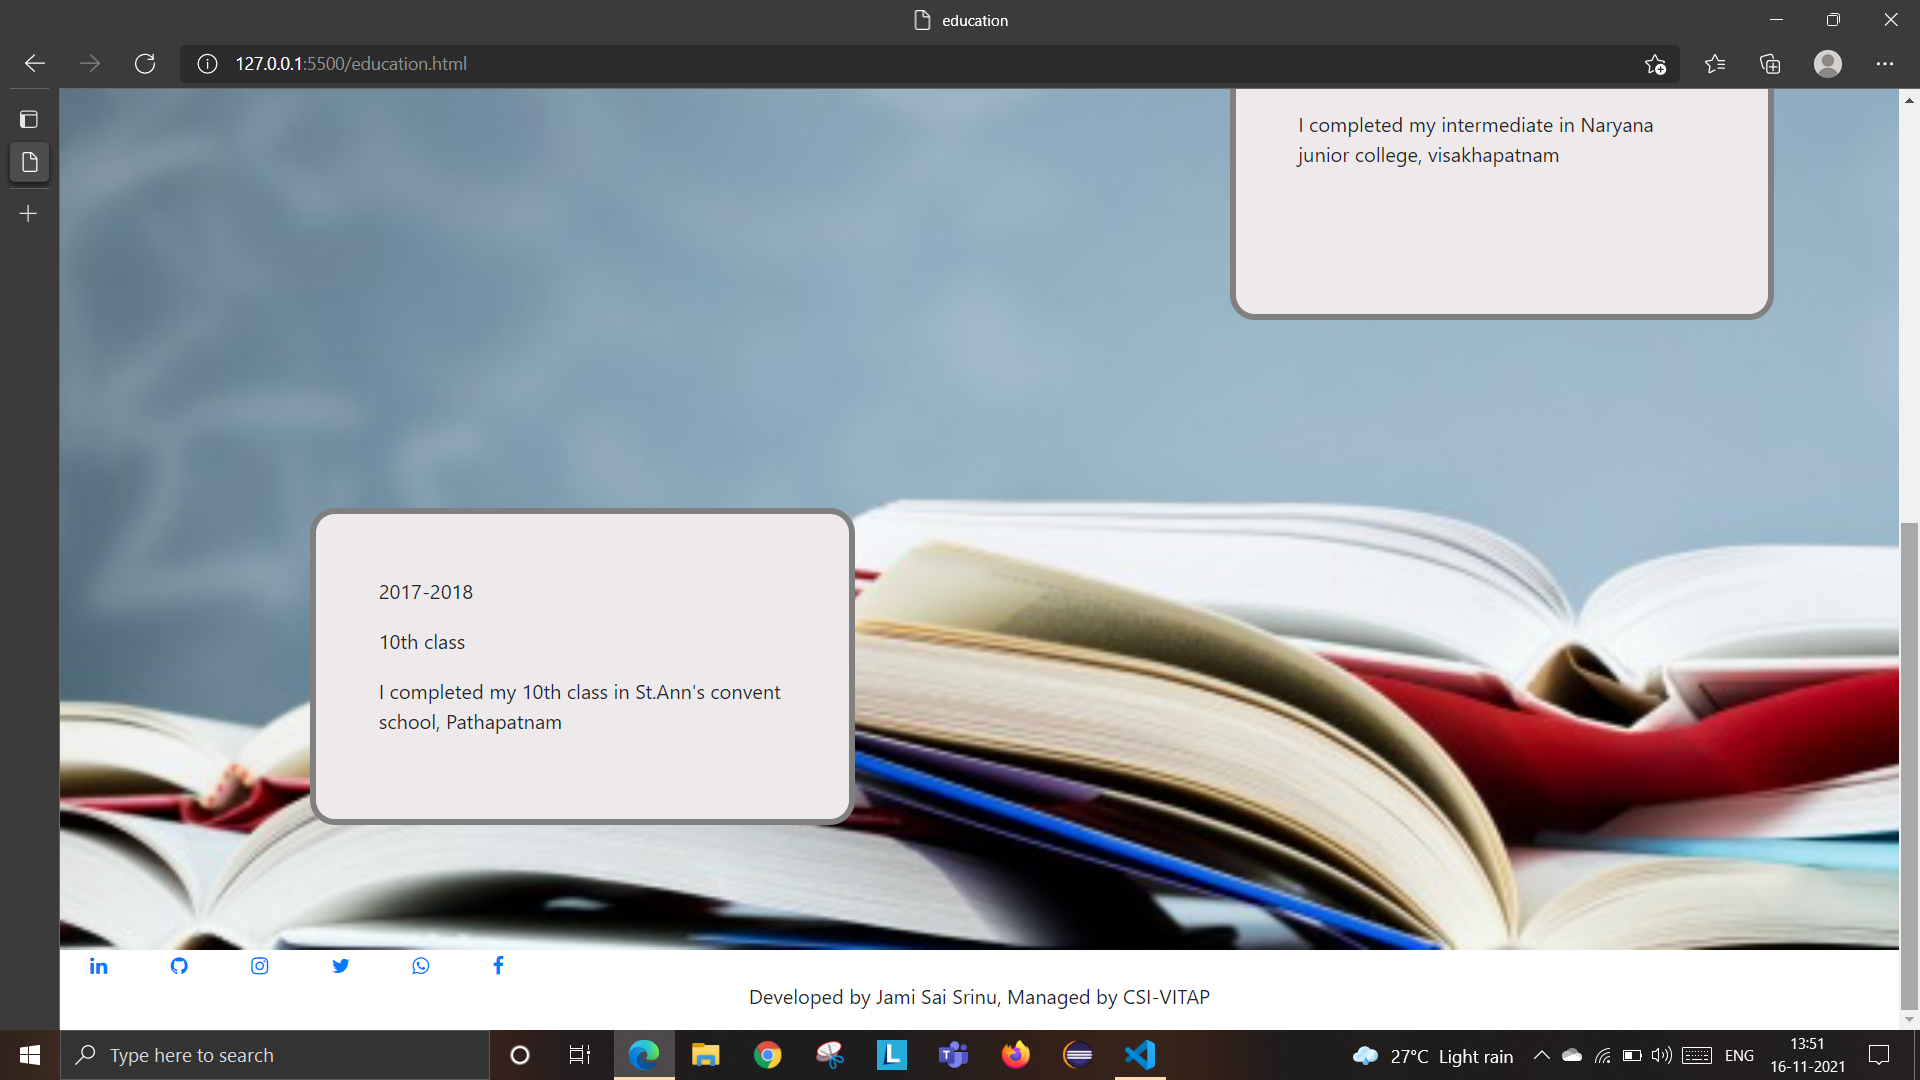 education
127.0.0.1:5500/education.html
I completed my intermediate in Naryana
junior college, visakhapatnam
2017-2018
10th class
I completed my 10th class in St.Ann's convent
school, Pathapatnam
Developed by Jami Sai Srinu, Managed by CSI-VITAP
Type here to search
27°C Light rain
ENG
13:51
16-11-2021